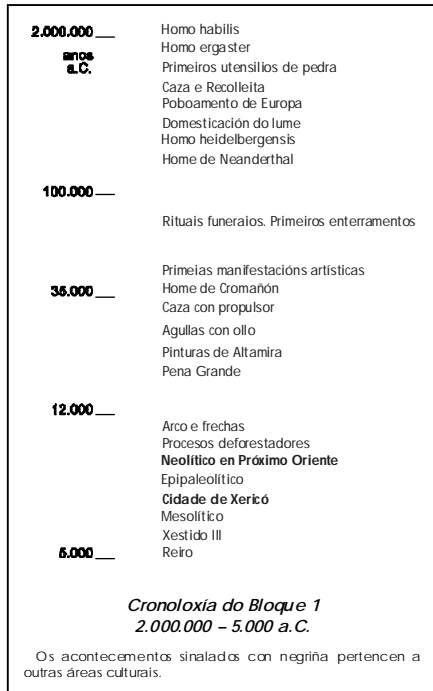 2.000.000 Homo habilis
Homo ergaster
anos
a.C.
Primeiros utensilios de pedra
Caza e Recolleita
Poboamento de Europa
Domesticación do lume
Homo heidelbergensis
Home de Neanderthal
100.000
Rituais funeraios. Primeiros enterramentos
Primeias manifestacións artísticas
35.000 Home de Cromañón
Caza con propulsor
Agullas con ollo
Pinturas de Altamira
Pena Grande
12.000
Arco e frechas
Procesos deforestadores
Neolítico en Próximo Oriente
Epipaleolítico
Cidade de Xericó
Mesolítico
Xestido III
5.000 Reiro
Cronoloxía do Bloque 1
2.000.000 – 5.000 a.C.
Os acontecementos sinalados con negriña pertencen a
outras áreas culturais.